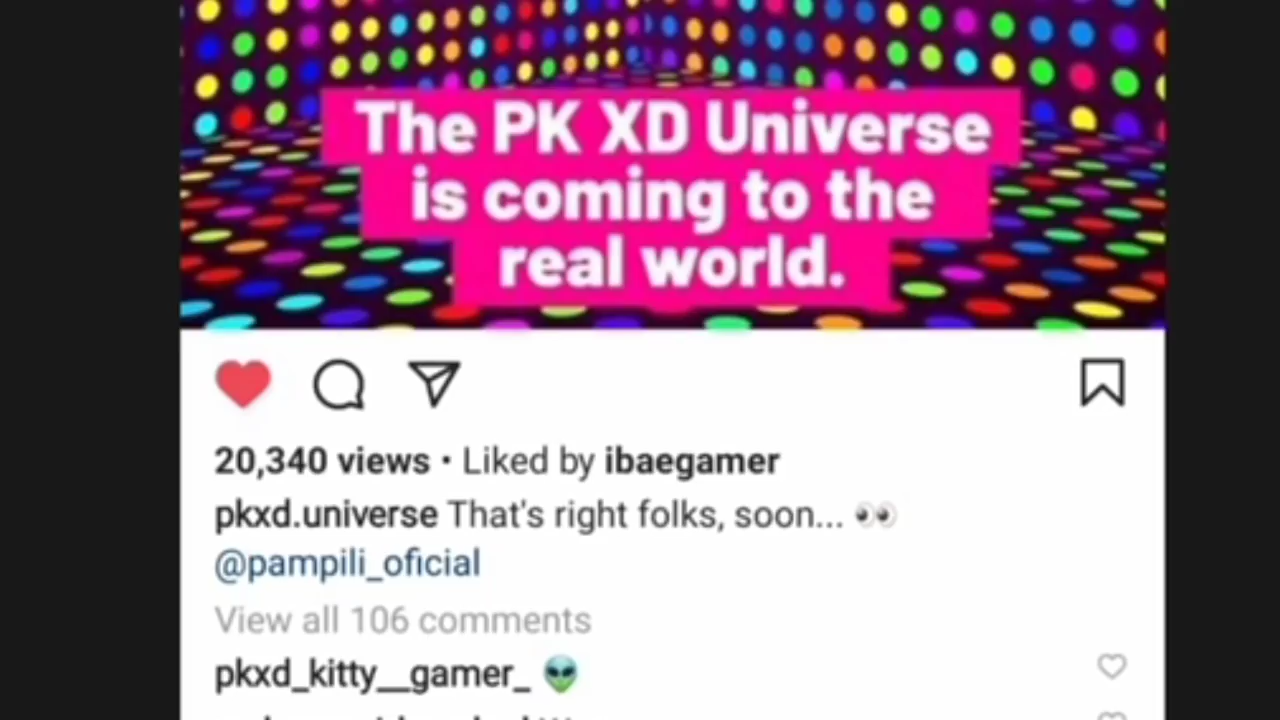 The PK XD Universe
is coming to the
real world.
20,340 views • Liked by ibaegamer
pkxd.universe That's right folks, soon... 👀
@pampili_oficial
View all 106 comments
pkxd_kitty__gamer_ 👽